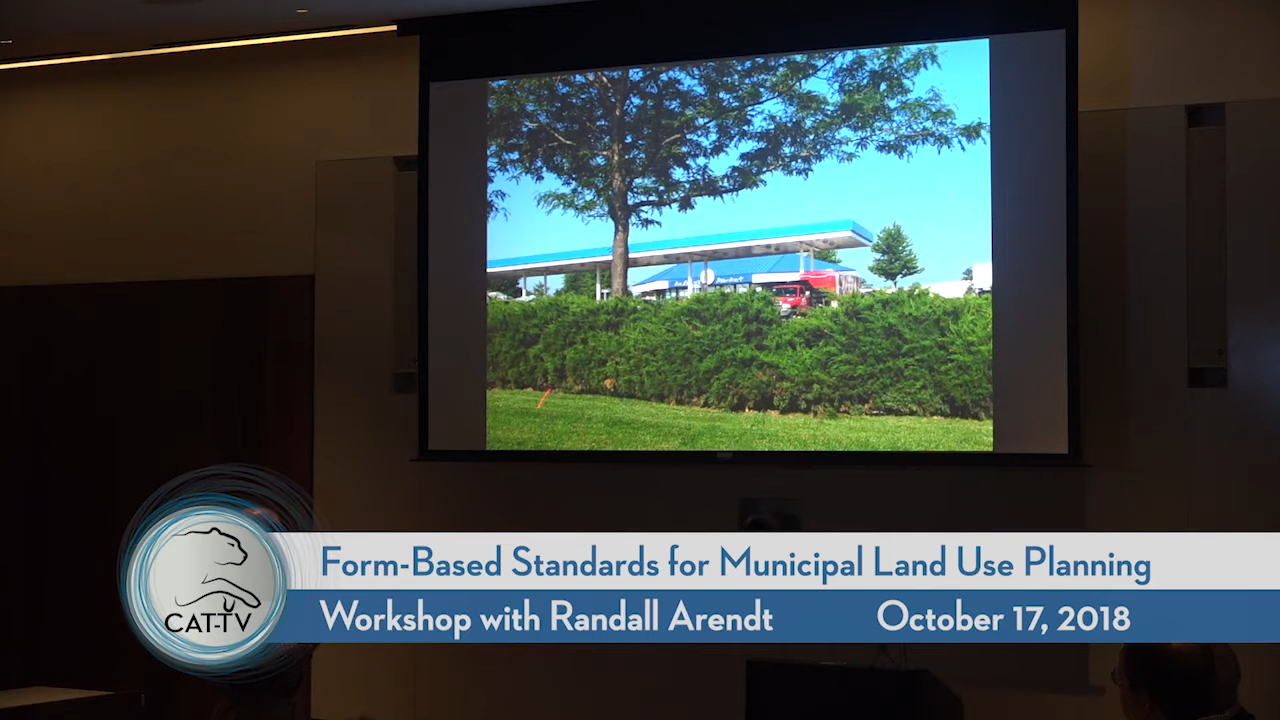 Form-Based Standards for Municipal Land Use Planning
CAT-TV
Workshop with Randall Arendt
October 17, 2018